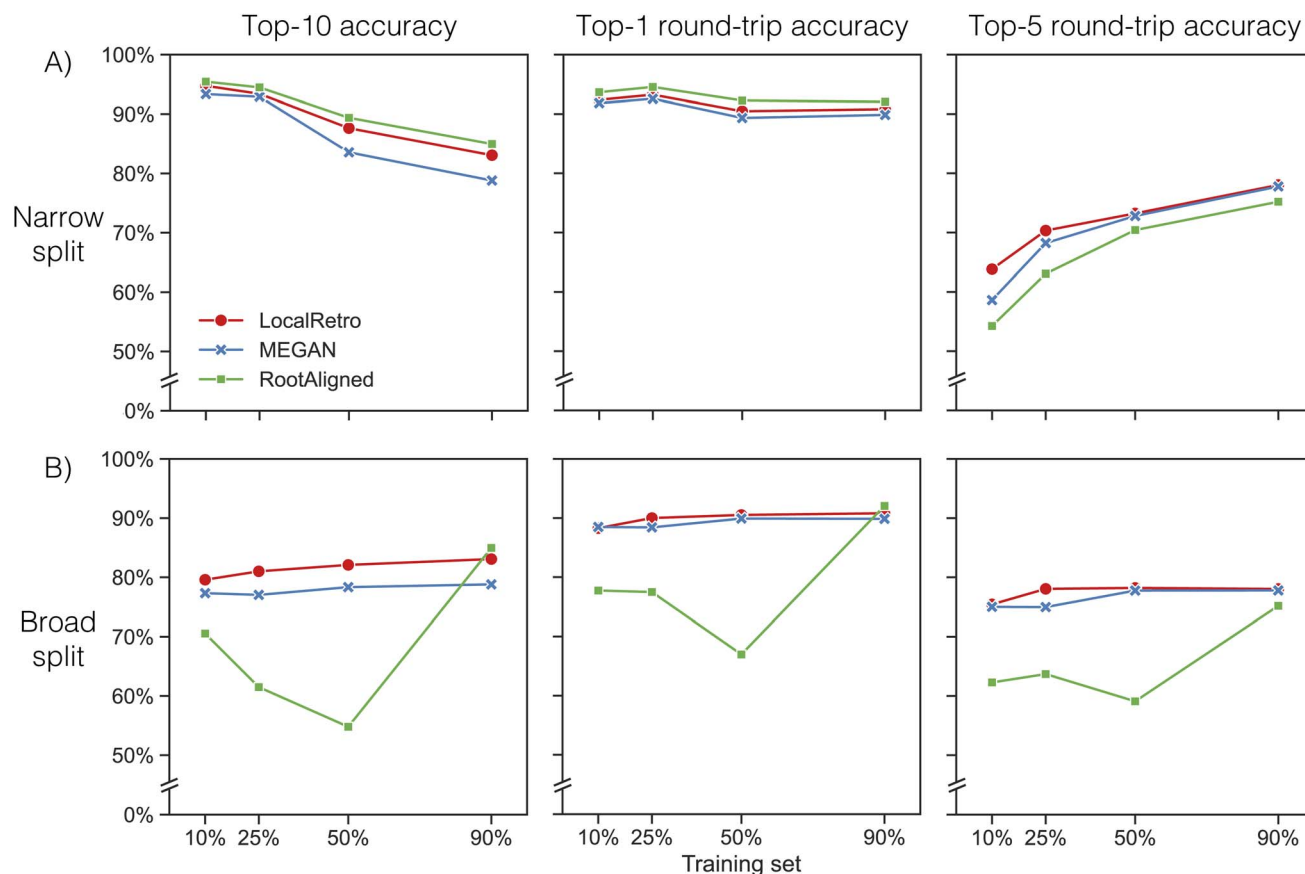 Top-10 accuracy
Top-1 round-trip accuracy
Top-5 round-trip accuracy
A)
100%
90%
80%
70%
60%
50%
0%
Narrow
split
LocalRetro
MEGAN
RootAligned
B)
100%
90%
80%
70%
60%
50%
0%
Broad
split
10% 25% 50% 90%
10% 25% 50% 90%
10% 25% 50% 90%
Training set